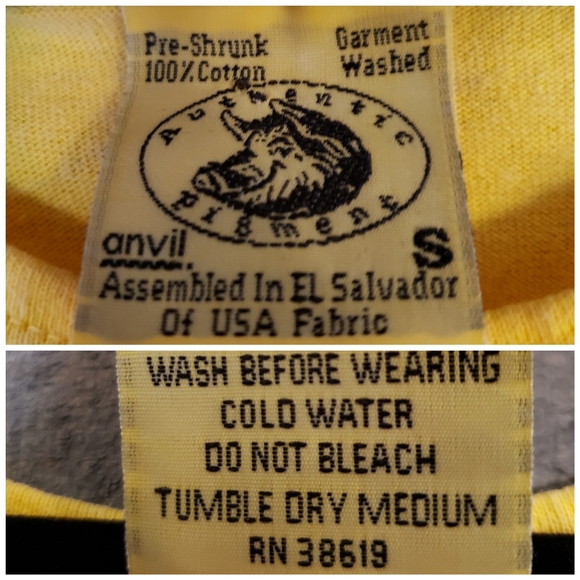 Pre-Shrunk
100% Cotton
Garment
Washed
Authentic
pigment
anvil.
S
Assembled In EL Salvador
Of USA Fabric
WASH BEFORE WEARING
COLD WATER
DO NOT BLEACH
TUMBLE DRY MEDIUM
RN 38619